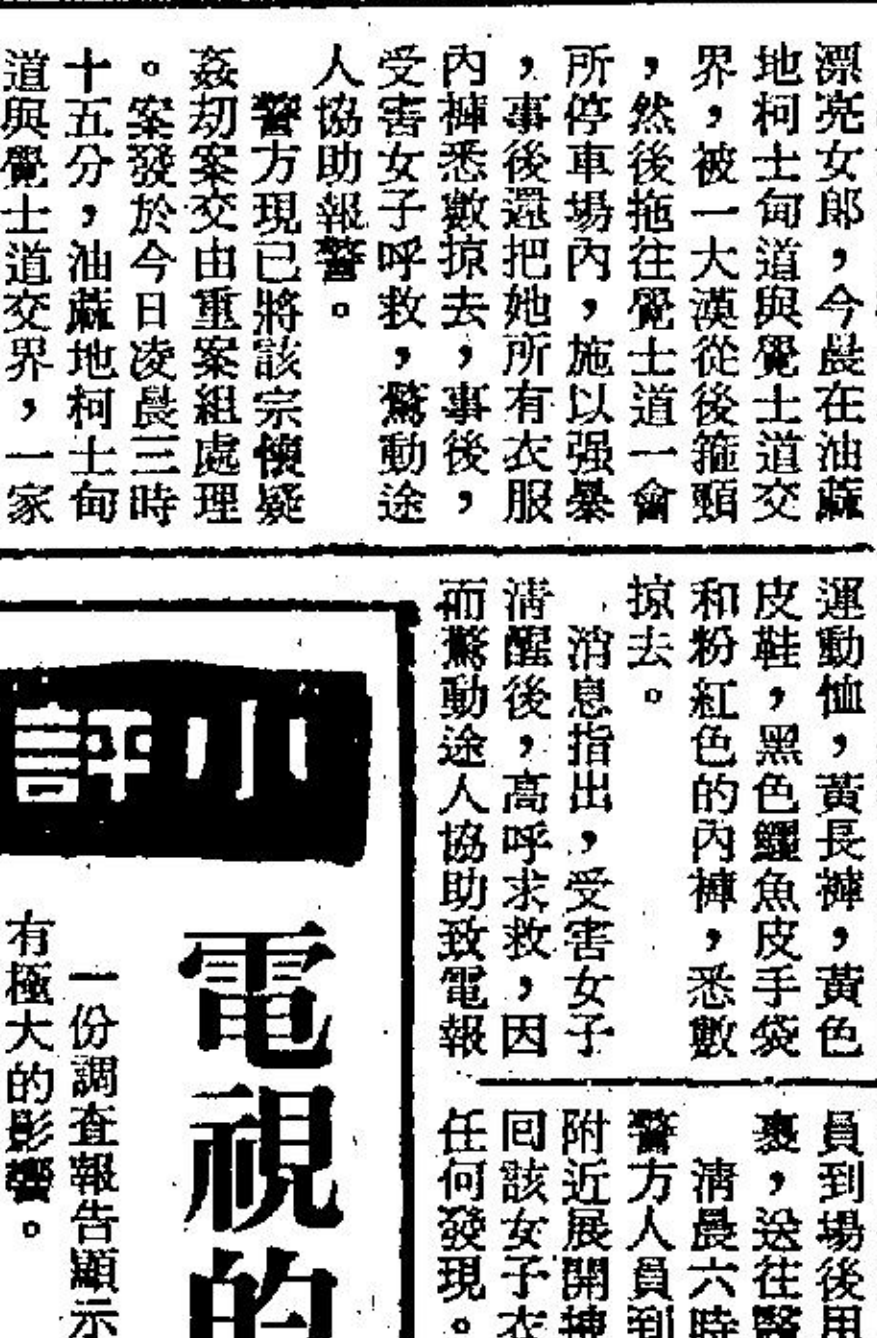 漂亮女郎，今晨在油蔴
地柯士甸道與覺士道交
界，被一大漢從後箍頸
，然後拖往覺士道一會
所停車場內，施以强暴
，事後還把她所有衣服
內褲悉數掠去，事後，
受害女子呼救，驚動途
人協助報警。
警方現已將該宗懷疑
姦刧案交由重案組處理
。案發於今日凌晨三時
十五分，油蔴地柯士甸
道與覺士道交界，一家
運動恤，黃長褲，黃色
皮鞋，黑色鱷魚皮手袋
和粉紅色的內褲，悉數
掠去。
消息指出，受害女子
清醒後，高呼求救，因
而驚動途人協助致電報
員到場後用
裹，送往醫
清晨六時
警方人員到
附近展開搜
回該女子衣
任何發現。
小評
電視的
一份調查報告顯示
有極大的影響。